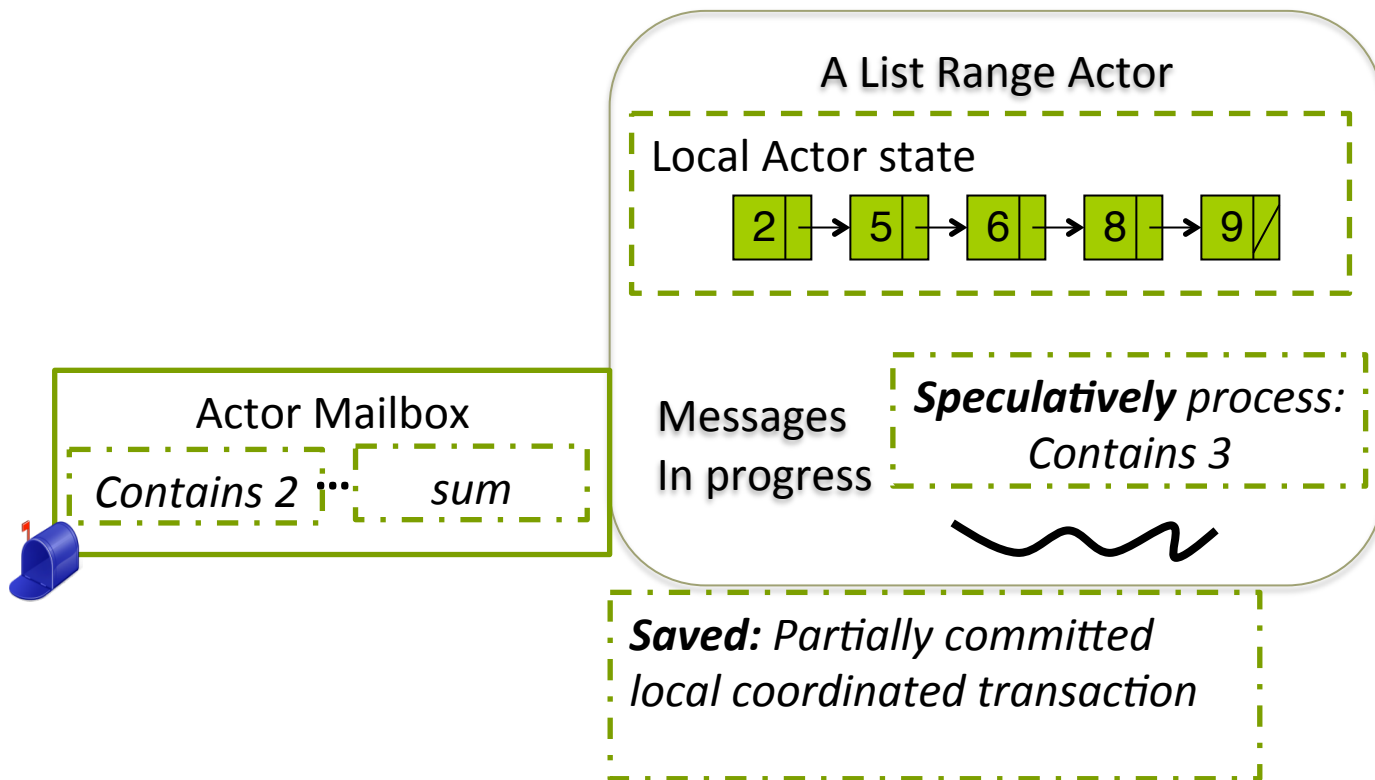 A List Range Actor
Local Actor state
2 5 6 8 9
Actor Mailbox
Contains 2 ... sum
Messages
In progress
Speculatively process:
Contains 3
Saved: Partially committed
local coordinated transaction